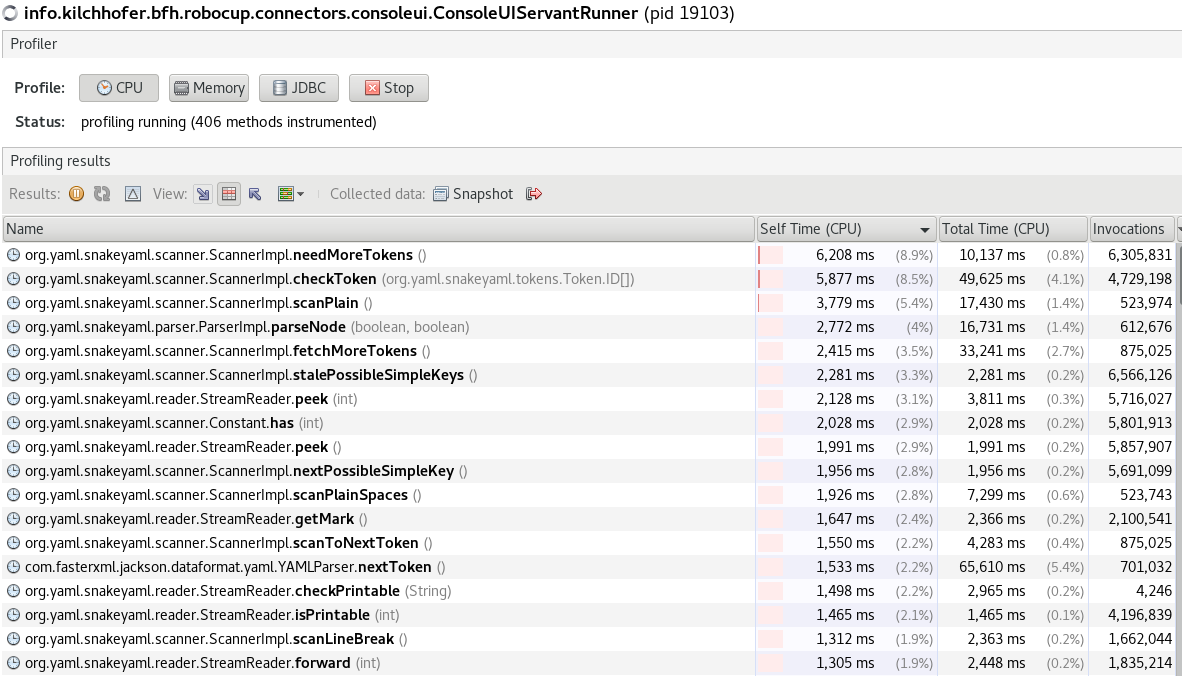 info.kilchhofer.bfh.robocup.connectors.consoleui.ConsoleUIServantRunner (pid 19103)
Profiler
Profile: CPU Memory JDBC Stop
Status: profiling running (406 methods instrumented)
Profiling results
Results: View: Collected data: Snapshot
Name Self Time (CPU) Total Time (CPU) Invocations
org.yaml.snakeyaml.scanner.ScannerImpl.needMoreTokens () 6,208 ms (8.9%) 10,137 ms (0.8%) 6,305,831
org.yaml.snakeyaml.scanner.ScannerImpl.checkToken (org.yaml.snakeyaml.tokens.Token.ID[]) 5,877 ms (8.5%) 49,625 ms (4.1%) 4,729,198
org.yaml.snakeyaml.scanner.ScannerImpl.scanPlain () 3,779 ms (5.4%) 17,430 ms (1.4%) 523,974
org.yaml.snakeyaml.parser.ParserImpl.parseNode (boolean, boolean) 2,772 ms (4%) 16,731 ms (1.4%) 612,676
org.yaml.snakeyaml.scanner.ScannerImpl.fetchMoreTokens () 2,415 ms (3.5%) 33,241 ms (2.7%) 875,025
org.yaml.snakeyaml.scanner.ScannerImpl.stalePossibleSimpleKeys () 2,281 ms (3.3%) 2,281 ms (0.2%) 6,566,126
org.yaml.snakeyaml.reader.StreamReader.peek (int) 2,128 ms (3.1%) 3,811 ms (0.3%) 5,716,027
org.yaml.snakeyaml.scanner.Constant.has (int) 2,028 ms (2.9%) 2,028 ms (0.2%) 5,801,913
org.yaml.snakeyaml.reader.StreamReader.peek () 1,991 ms (2.9%) 1,991 ms (0.2%) 5,857,907
org.yaml.snakeyaml.scanner.ScannerImpl.nextPossibleSimpleKey () 1,956 ms (2.8%) 1,956 ms (0.2%) 5,691,099
org.yaml.snakeyaml.scanner.ScannerImpl.scanPlainSpaces () 1,926 ms (2.8%) 7,299 ms (0.6%) 523,743
org.yaml.snakeyaml.reader.StreamReader.getMark () 1,647 ms (2.4%) 2,366 ms (0.2%) 2,100,541
org.yaml.snakeyaml.scanner.ScannerImpl.scanToNextToken () 1,550 ms (2.2%) 4,283 ms (0.4%) 875,025
com.fasterxml.jackson.dataformat.yaml.YAMLParser.nextToken () 1,533 ms (2.2%) 65,610 ms (5.4%) 701,032
org.yaml.snakeyaml.reader.StreamReader.checkPrintable (String) 1,498 ms (2.2%) 2,965 ms (0.2%) 4,246
org.yaml.snakeyaml.reader.StreamReader.isPrintable (int) 1,465 ms (2.1%) 1,465 ms (0.1%) 4,196,839
org.yaml.snakeyaml.scanner.ScannerImpl.scanLineBreak () 1,312 ms (1.9%) 2,363 ms (0.2%) 1,662,044
org.yaml.snakeyaml.reader.StreamReader.forward (int) 1,305 ms (1.9%) 2,448 ms (0.2%) 1,835,214